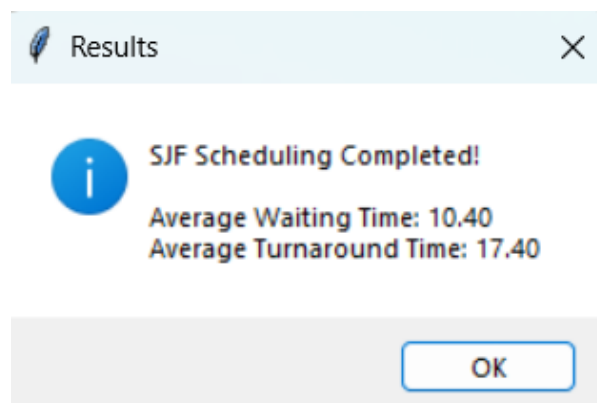 Results
SJF Scheduling Completed!
Average Waiting Time: 10.40
Average Turnaround Time: 17.40
OK